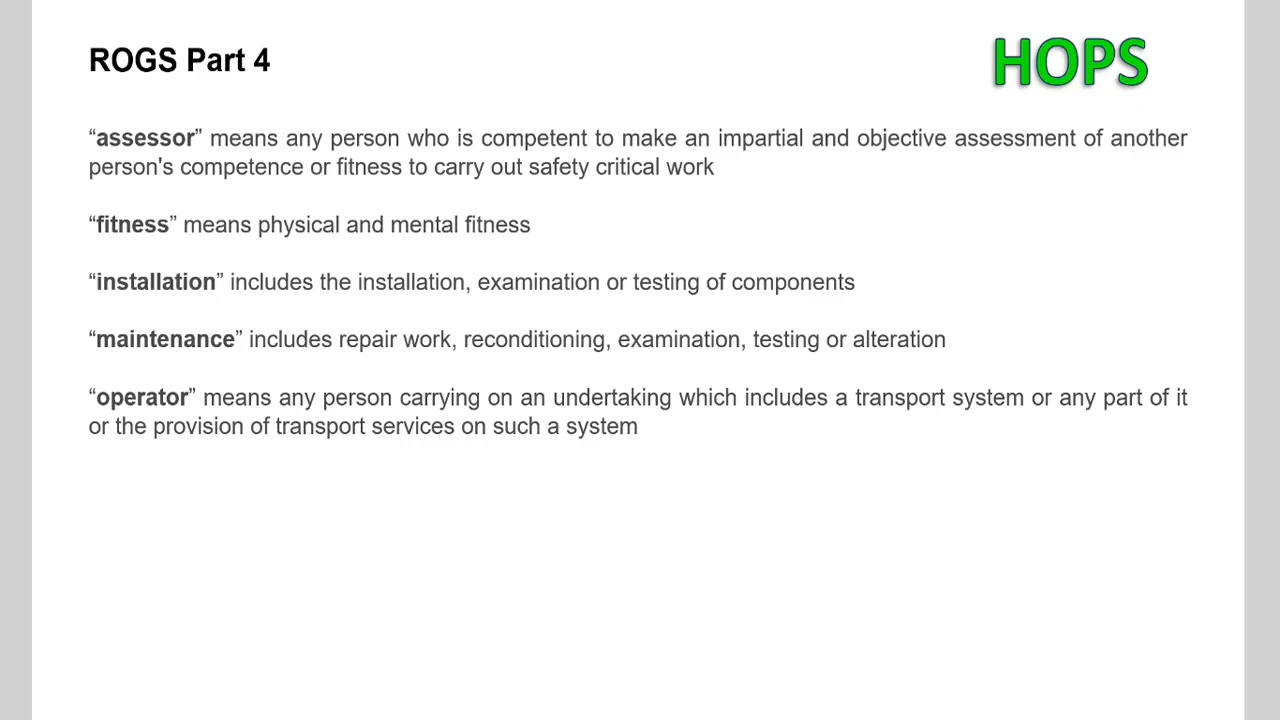 ROGS Part 4
HOPS
“assessor” means any person who is competent to make an impartial and objective assessment of another
person's competence or fitness to carry out safety critical work
“fitness” means physical and mental fitness
“installation” includes the installation, examination or testing of components
“maintenance” includes repair work, reconditioning, examination, testing or alteration
“operator” means any person carrying on an undertaking which includes a transport system or any part of it
or the provision of transport services on such a system